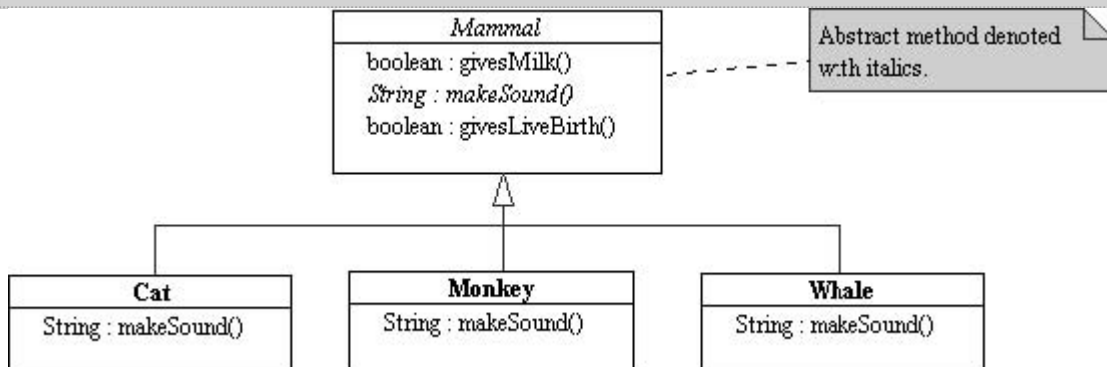 Mammal
Abstract method denoted
with italics.
boolean : givesMilk()
String : makeSound()
boolean : givesLiveBirth()
Cat
String : makeSound()
Monkey
String : makeSound()
Whale
String : makeSound()